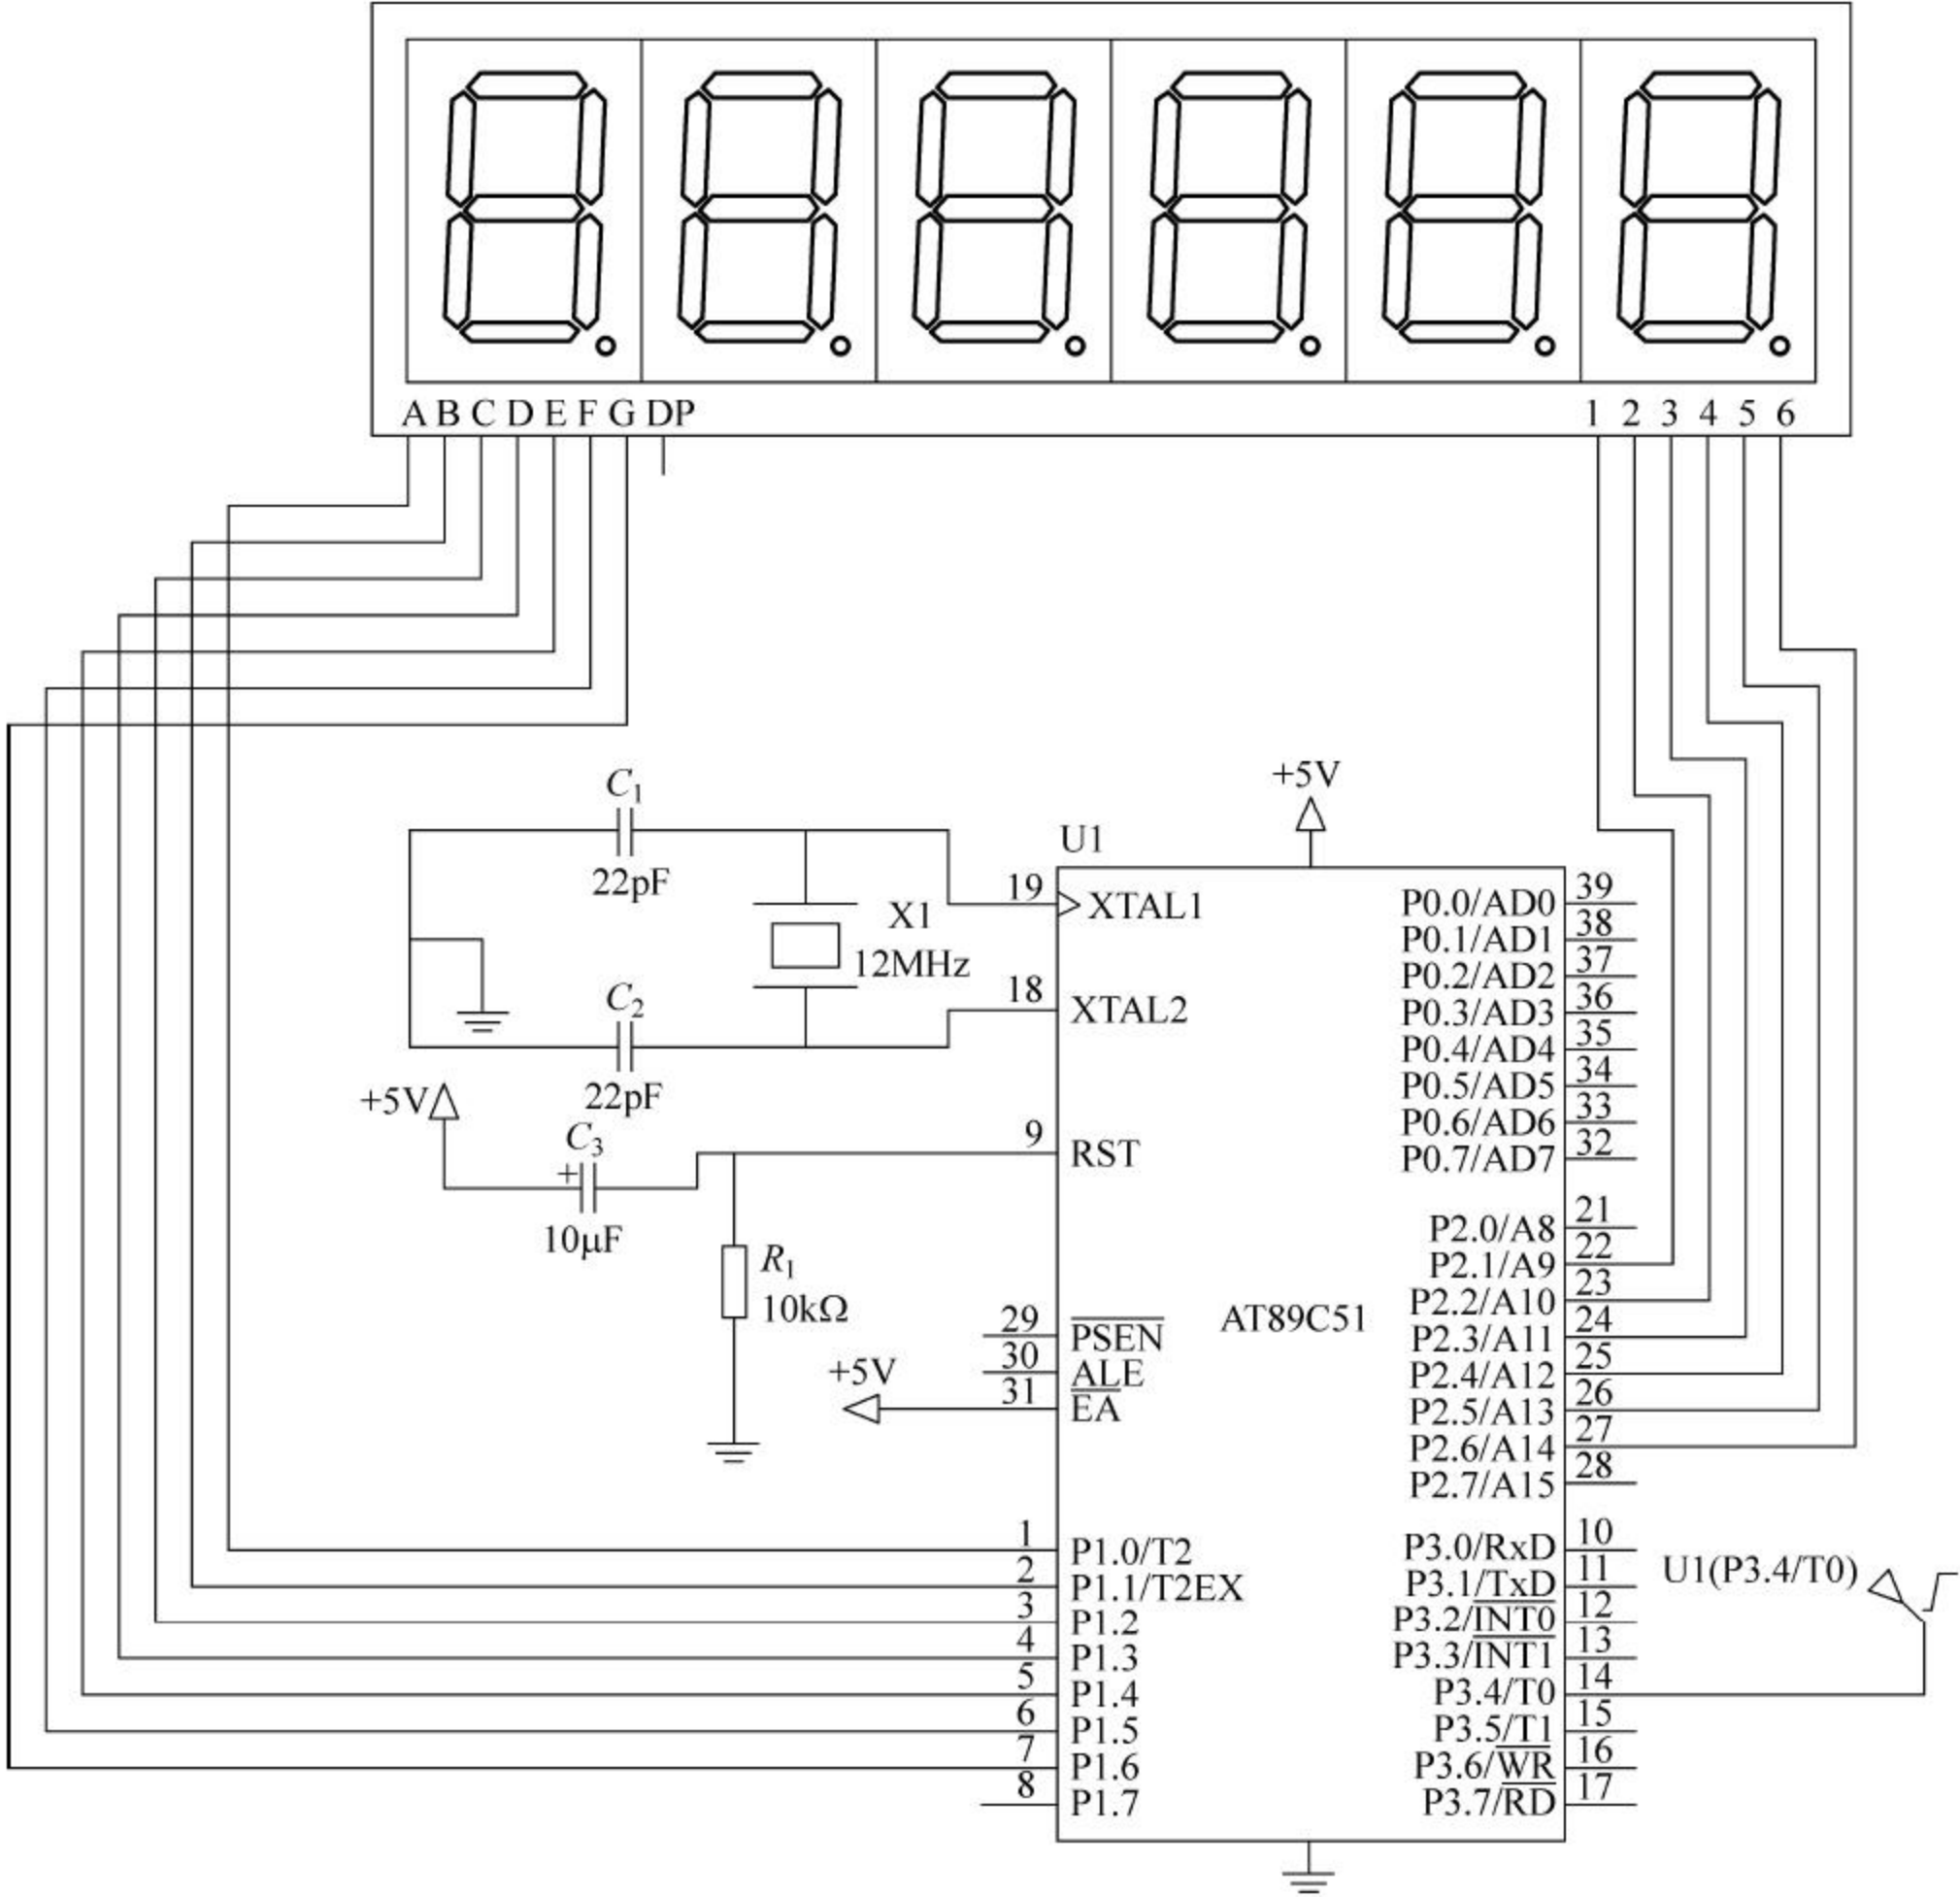 A B C D E F G DP
1 2 3 4 5 6
C1
22pF
X1
12MHz
C2
22pF
+5V
C3
+
10μF
R1
10kΩ
+5V
+5V
U1
19 XTAL1
18 XTAL2
9 RST
AT89C51
29 PSEN
30 ALE
31 EA
1 P1.0/T2
2 P1.1/T2EX
3 P1.2
4 P1.3
5 P1.4
6 P1.5
7 P1.6
8 P1.7
P0.0/AD0 39
P0.1/AD1 38
P0.2/AD2 37
P0.3/AD3 36
P0.4/AD4 35
P0.5/AD5 34
P0.6/AD6 33
P0.7/AD7 32
P2.0/A8 21
P2.1/A9 22
P2.2/A10 23
P2.3/A11 24
P2.4/A12 25
P2.5/A13 26
P2.6/A14 27
P2.7/A15 28
P3.0/RxD 10
P3.1/TxD 11
P3.2/INT0 12
P3.3/INT1 13
P3.4/T0 14
P3.5/T1 15
P3.6/WR 16
P3.7/RD 17
U1(P3.4/T0)